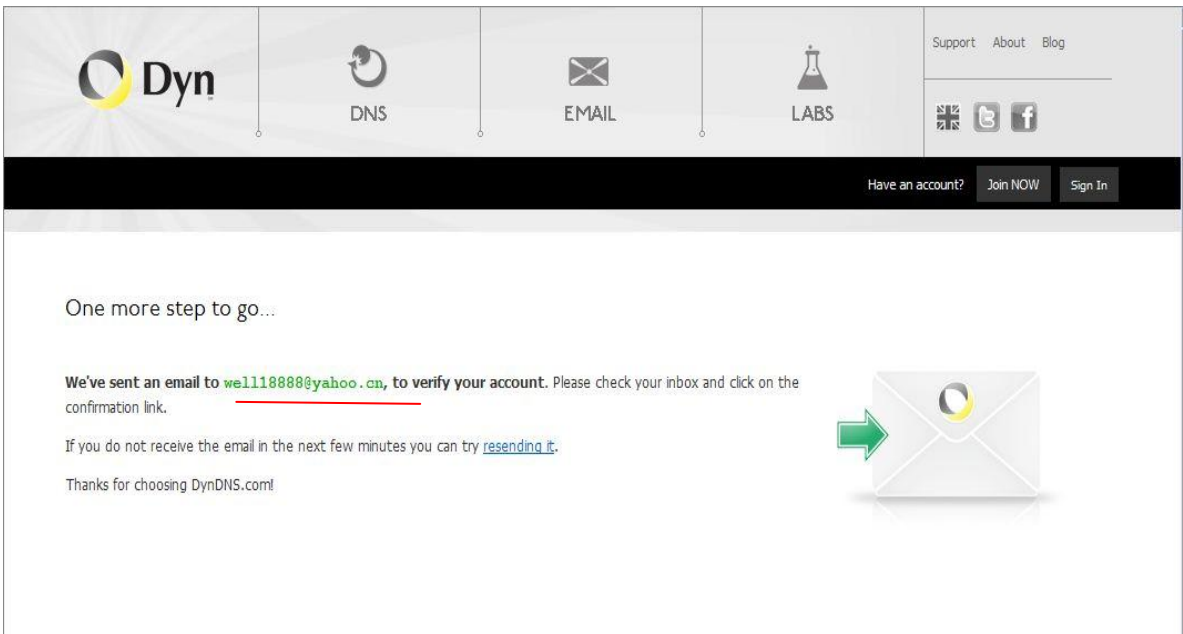 Dyn
DNS
EMAIL
LABS
Support About Blog
Have an account? Join NOW Sign In
One more step to go...
We've sent an email to well18888@yahoo.cn, to verify your account. Please check your inbox and click on the
confirmation link.
If you do not receive the email in the next few minutes you can try resending it.
Thanks for choosing DynDNS.com!